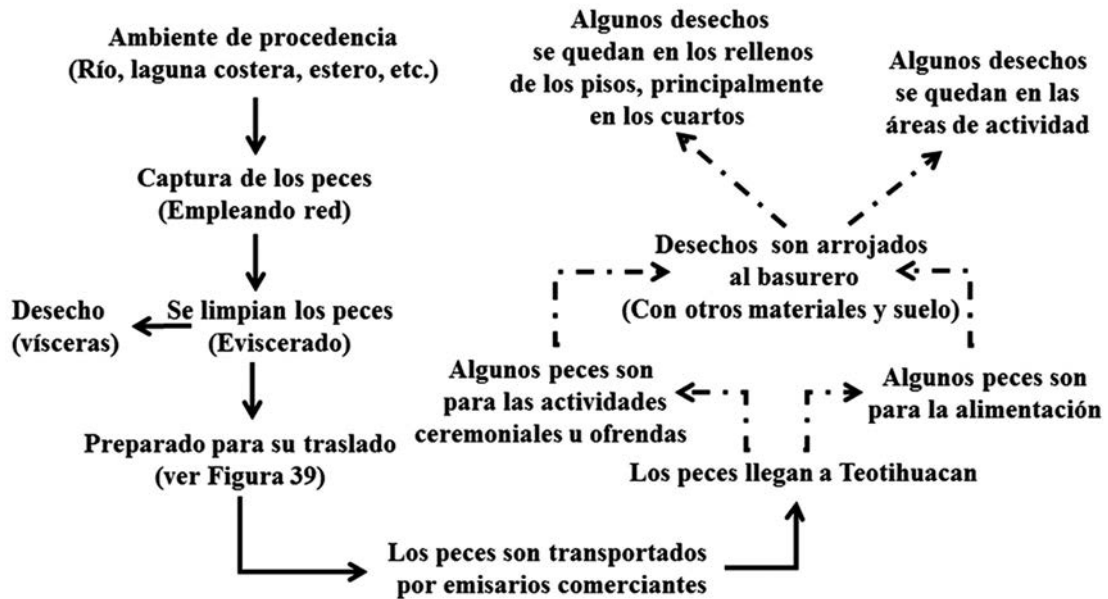 Ambiente de procedencia
(Río, laguna costera, estero, etc.)
Captura de los peces
(Empleando red)
Se limpian los peces
(Eviscerado)
Desecho
(vísceras)
Preparado para su traslado
(ver Figura 39)
Los peces son transportados
por emisarios comerciantes
Los peces llegan a Teotihuacan
Algunos peces son
para las actividades
ceremoniales u ofrendas
Algunos peces son
para la alimentación
Desechos son arrojados
al basurero
(Con otros materiales y suelo)
Algunos desechos
se quedan en los rellenos
de los pisos, principalmente
en los cuartos
Algunos desechos
se quedan en las
áreas de actividad